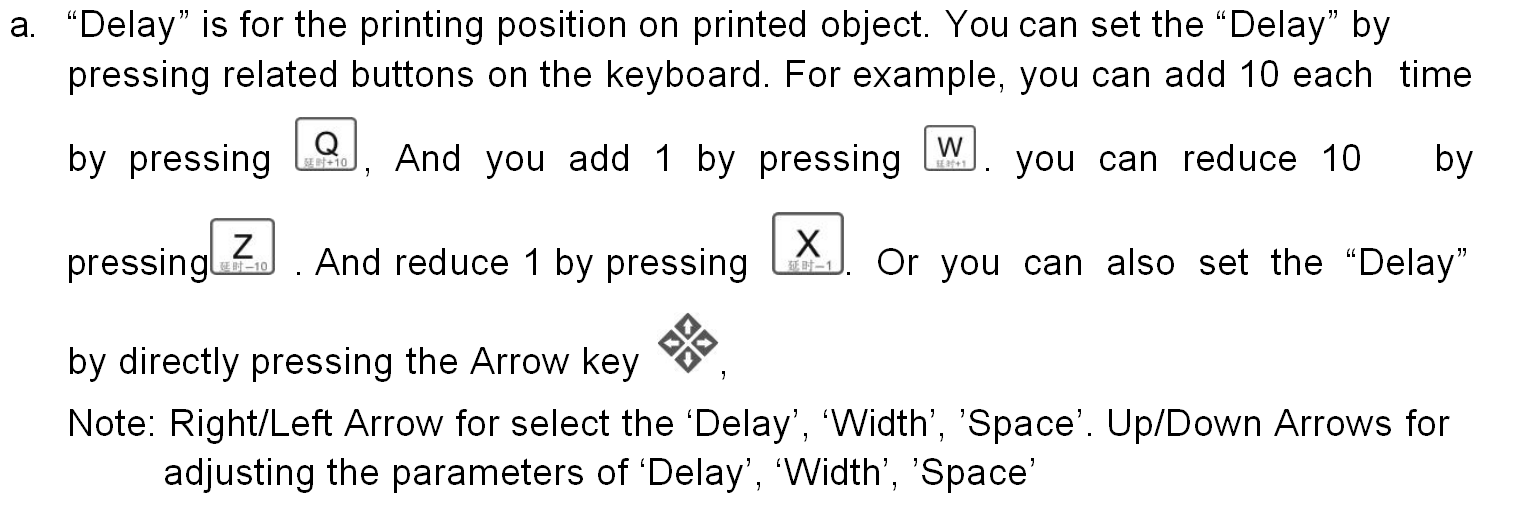 a. “Delay” is for the printing position on printed object. You can set the “Delay” by
pressing related buttons on the keyboard. For example, you can add 10 each time
by pressing Q 延时+10, And you add 1 by pressing W 延时+1. you can reduce 10 by
pressing Z 延时-10 . And reduce 1 by pressing X 延时-1. Or you can also set the “Delay”
by directly pressing the Arrow key ,
Note: Right/Left Arrow for select the ‘Delay’, ‘Width’, ’Space’. Up/Down Arrows for
adjusting the parameters of ‘Delay’, ‘Width’, ’Space’